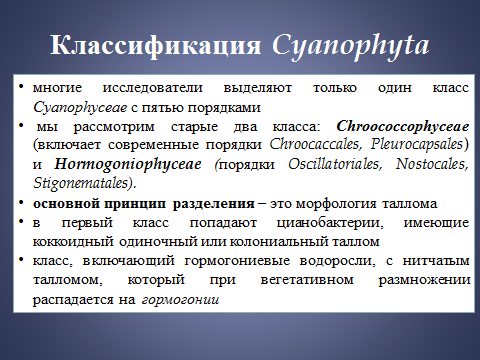 Классификация Cyanophyta
• многие исследователи выделяют только один класс
Cyanophyceae с пятью порядками
• мы рассмотрим старые два класса: Chroococcophyceae
(включает современные порядки Chroocaccales, Pleurocapsales)
и Hormogoniophyceae (порядки Oscillatoriales, Nostocales,
Stigonematales).
• основной принцип разделения – это морфология таллома
• в первый класс попадают цианобактерии, имеющие
коккоидный одиночный или колониальный таллом
• класс, включающий гормогониевые водоросли, с нитчатым
талломом, который при вегетативном размножении
распадается на гормогонии